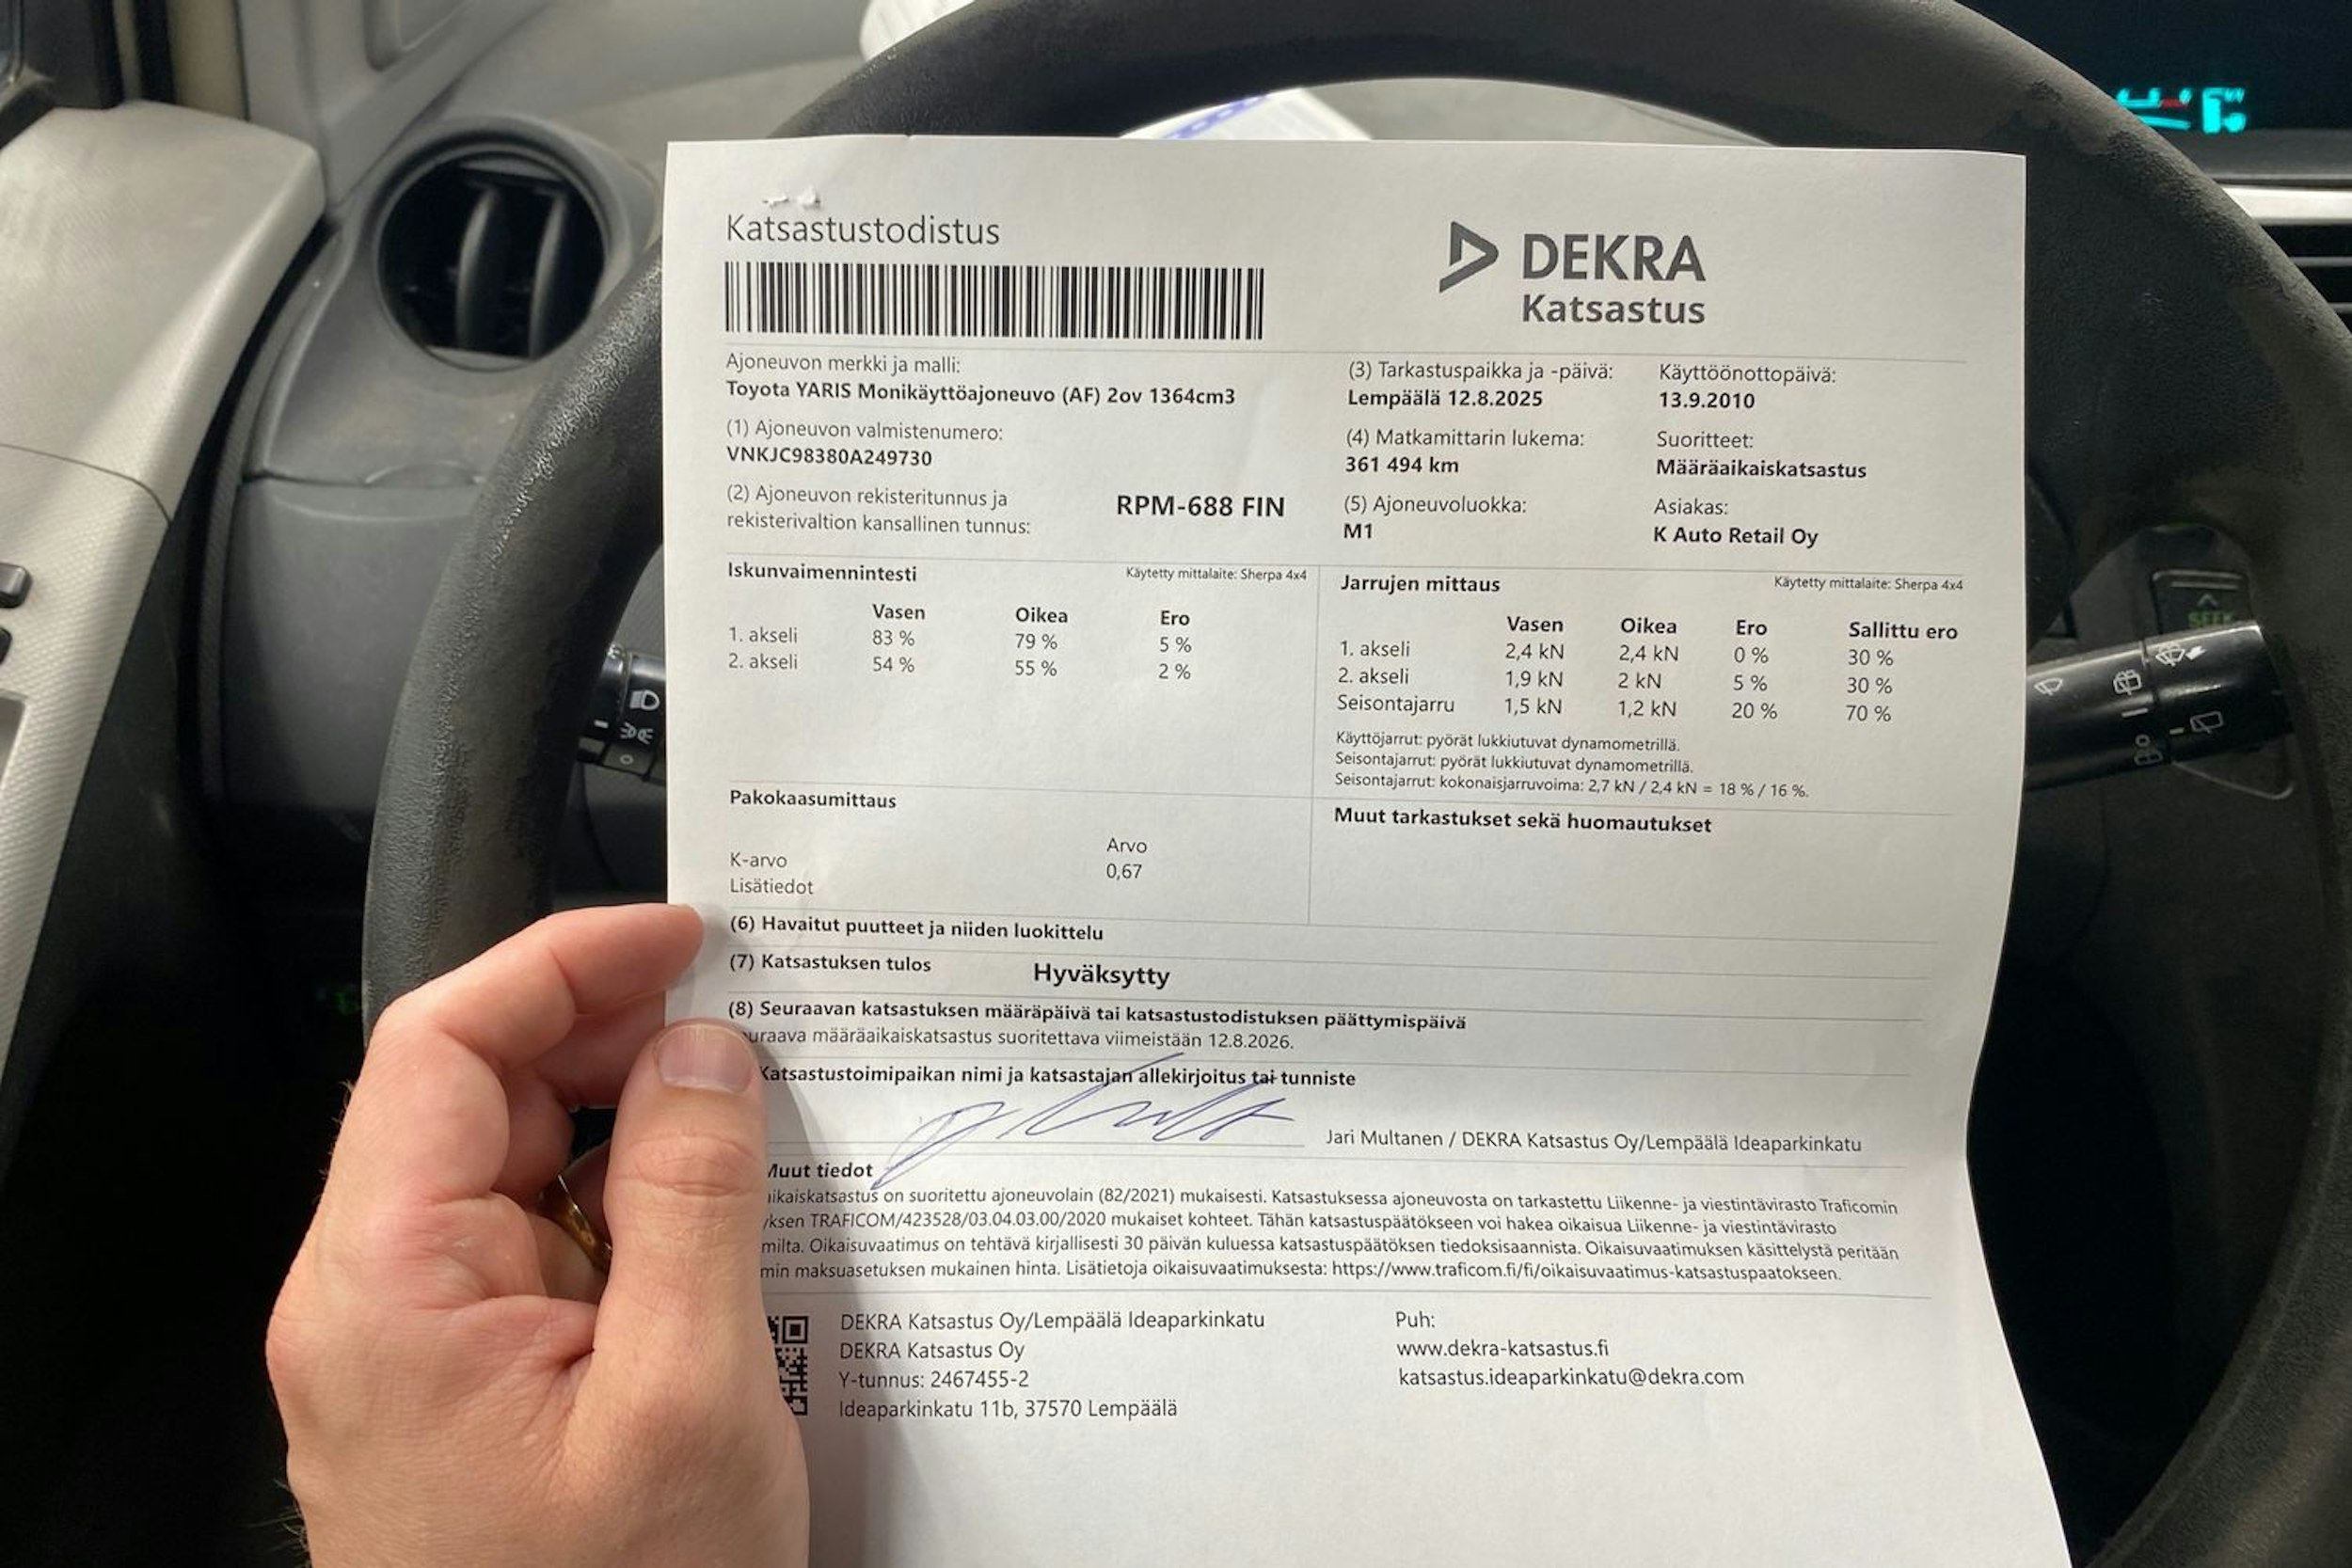 Katsastustodistus
DEKRA
Katsastus
Ajoneuvon merkki ja malli:
Toyota YARIS Monikäyttöajoneuvo (AF) 2ov 1364cm3
(1) Ajoneuvon valmistenumero:
VNKJC98380A249730
(2) Ajoneuvon rekisteritunnus ja
rekisterivaltion kansallinen tunnus:
RPM-688 FIN
(3) Tarkastuspaikka ja -päivä:
Lempäälä 12.8.2025
(4) Matkamittarin lukema:
361 494 km
(5) Ajoneuvoluokka:
M1
Käyttöönottopäivä:
13.9.2010
Suoritteet:
Määräaikaiskatsastus
Asiakas:
K Auto Retail Oy
Iskunvaimennintesti Käytetty mittalaite: Sherpa 4x4
Vasen Oikea Ero
1. akseli 83 % 79 % 5 %
2. akseli 54 % 55 % 2 %
Jarrujen mittaus Käytetty mittalaite: Sherpa 4x4
Vasen Oikea Ero Sallittu ero
1. akseli 2,4 kN 2,4 kN 0 % 30 %
2. akseli 1,9 kN 2 kN 5 % 30 %
Seisontajarru 1,5 kN 1,2 kN 20 % 70 %
Käyttöjarrut: pyörät lukkiutuvat dynamometrillä.
Seisontajarrut: pyörät lukkiutuvat dynamometrillä.
Seisontajarrut: kokonaisjarruvoima: 2,7 kN / 2,4 kN = 18 % / 16 %.
Pakokaasumittaus
Arvo
K-arvo 0,67
Lisätiedot
Muut tarkastukset sekä huomautukset
(6) Havaitut puutteet ja niiden luokittelu
(7) Katsastuksen tulos Hyväksytty
(8) Seuraavan katsastuksen määräpäivä tai katsastustodistuksen päättymispäivä
uraava määräaikaiskatsastus suoritettava viimeistään 12.8.2026.
Katsastustoimipaikan nimi ja katsastajan allekirjoitus tai tunniste
Jari Multanen / DEKRA Katsastus Oy/Lempäälä Ideaparkinkatu
Muut tiedot
aikaiskatsastus on suoritettu ajoneuvolain (82/2021) mukaisesti. Katsastuksessa ajoneuvosta on tarkastettu Liikenne- ja viestintävirasto Traficomin
yksen TRAFICOM/423528/03.04.03.00/2020 mukaiset kohteet. Tähän katsastuspäätökseen voi hakea oikaisua Liikenne- ja viestintävirasto
milta. Oikaisuvaatimus on tehtävä kirjallisesti 30 päivän kuluessa katsastuspäätöksen tiedoksisaannista. Oikaisuvaatimuksen käsittelystä peritään
min maksuasetuksen mukainen hinta. Lisätietoja oikaisuvaatimuksesta: https://www.traficom.fi/fi/oikaisuvaatimus-katsastuspaatokseen.
DEKRA Katsastus Oy/Lempäälä Ideaparkinkatu
DEKRA Katsastus Oy
Y-tunnus: 2467455-2
Ideaparkinkatu 11b, 37570 Lempäälä
Puh:
www.dekra-katsastus.fi
katsastus.ideaparkinkatu@dekra.com
SEEK